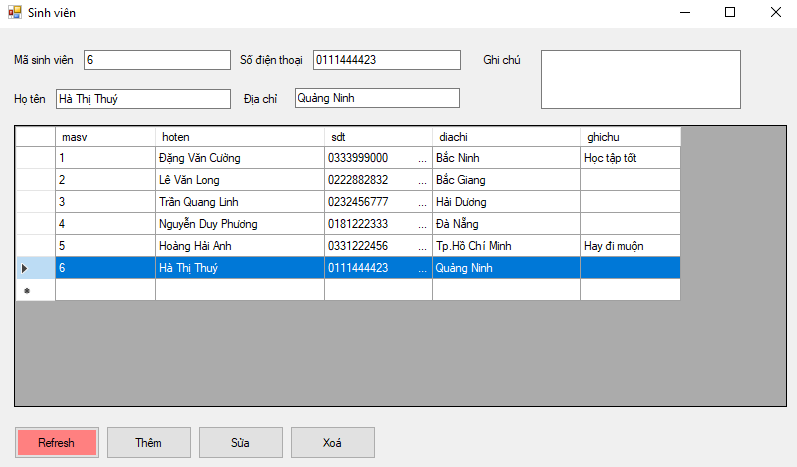 Sinh viên
Mã sinh viên 6 Số điện thoại 0111444423 Ghi chú
Họ tên Hà Thị Thuý Địa chỉ Quảng Ninh
masv hoten sdt diachi ghichu
1 Đặng Văn Cường 0333999000 ... Bắc Ninh Học tập tốt
2 Lê Văn Long 0222882832 ... Bắc Giang
3 Trần Quang Linh 0232456777 ... Hải Dương
4 Nguyễn Duy Phương 0181222333 ... Đà Nẵng
5 Hoàng Hải Anh 0331222456 ... Tp.Hồ Chí Minh Hay đi muộn
6 Hà Thị Thuý 0111444423 ... Quảng Ninh
Refresh Thêm Sửa Xoá